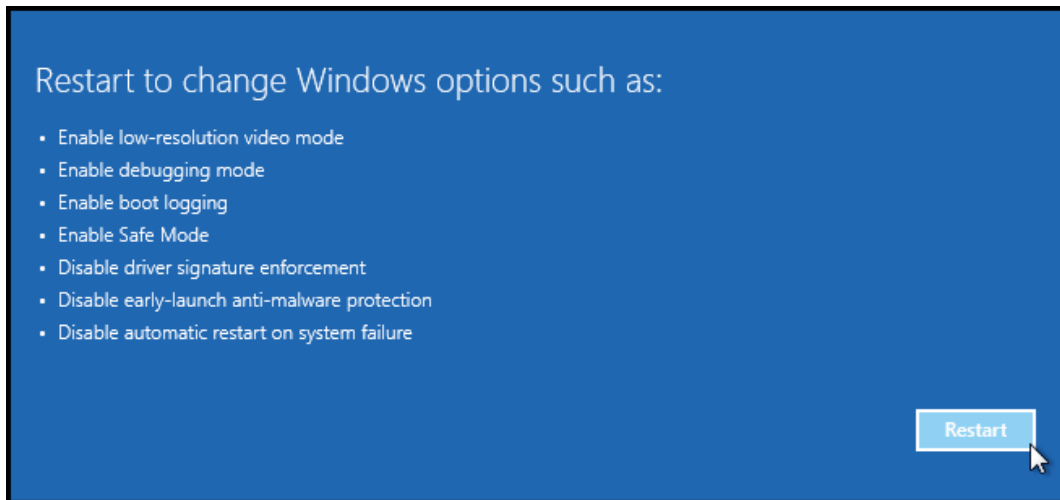 Restart to change Windows options such as:
• Enable low-resolution video mode
• Enable debugging mode
• Enable boot logging
• Enable Safe Mode
• Disable driver signature enforcement
• Disable early-launch anti-malware protection
• Disable automatic restart on system failure
Restart